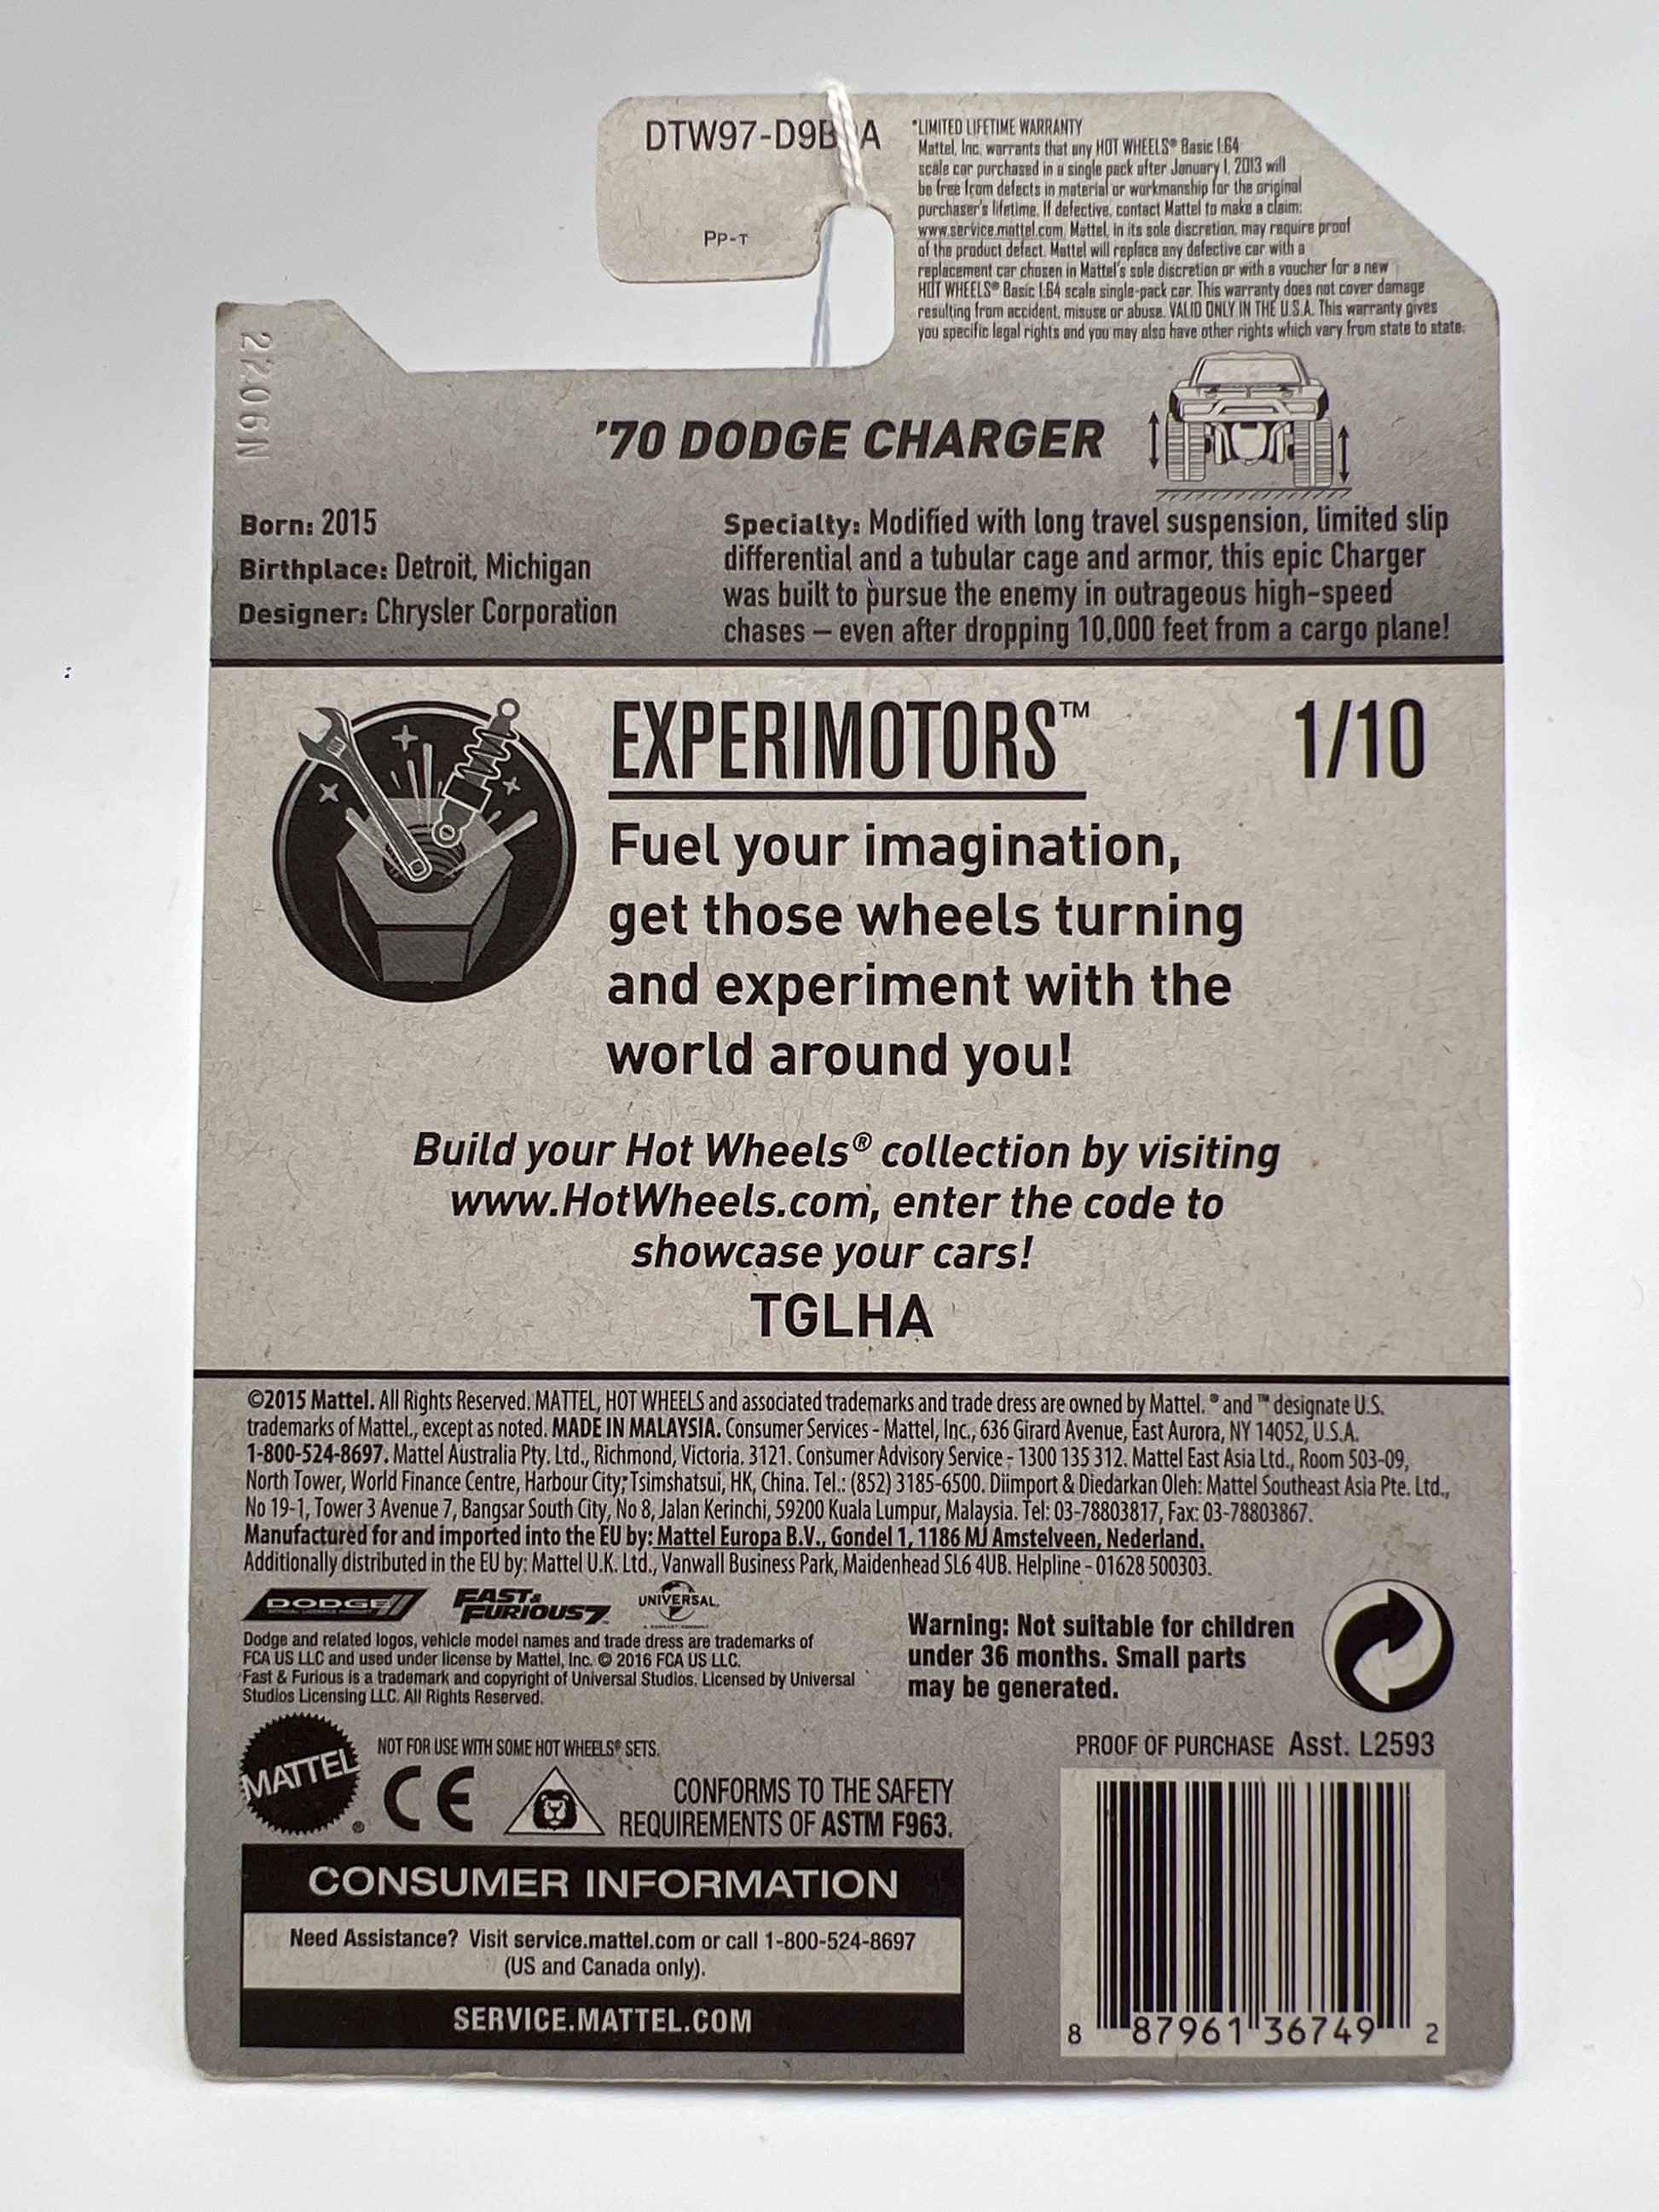 DTW97-D9B A
PP-T
*LIMITED LIFETIME WARRANTY
Mattel, Inc. warrants that any HOT WHEELS® Basic 1:64
scale car purchased in a single pack after January 1, 2013 will
be free from defects in material or workmanship for the original
purchaser's lifetime. If defective, contact Mattel to make a claim:
www.service.mattel.com. Mattel, in its sole discretion, may require proof
of the product defect. Mattel will replace any defective car with a
replacement car chosen in Mattel's sole discretion or with a voucher for a new
HOT WHEELS® Basic 1:64 scale single-pack car. This warranty does not cover damage
resulting from accident, misuse or abuse. VALID ONLY IN THE U.S.A. This warranty gives
you specific legal rights and you may also have other rights which vary from state to state.
'70 DODGE CHARGER
Born: 2015
Birthplace: Detroit, Michigan
Designer: Chrysler Corporation
Specialty: Modified with long travel suspension, limited slip
differential and a tubular cage and armor, this epic Charger
was built to pursue the enemy in outrageous high-speed
chases – even after dropping 10,000 feet from a cargo plane!
EXPERIMOTORS™
1/10
Fuel your imagination,
get those wheels turning
and experiment with the
world around you!
Build your Hot Wheels® collection by visiting
www.HotWheels.com, enter the code to
showcase your cars!
TGLHA
©2015 Mattel. All Rights Reserved. MATTEL, HOT WHEELS and associated trademarks and trade dress are owned by Mattel. ® and ™ designate U.S.
trademarks of Mattel., except as noted. MADE IN MALAYSIA. Consumer Services - Mattel, Inc., 636 Girard Avenue, East Aurora, NY 14052, U.S.A.
1-800-524-8697. Mattel Australia Pty. Ltd., Richmond, Victoria. 3121. Consumer Advisory Service - 1300 135 312. Mattel East Asia Ltd., Room 503-09,
North Tower, World Finance Centre, Harbour City, Tsimshatsui, HK, China. Tel.: (852) 3185-6500. Diimport & Diedarkan Oleh: Mattel Southeast Asia Pte. Ltd.,
No 19-1, Tower 3 Avenue 7, Bangsar South City, No 8, Jalan Kerinchi, 59200 Kuala Lumpur, Malaysia. Tel: 03-78803817, Fax: 03-78803867.
Manufactured for and imported into the EU by: Mattel Europa B.V., Gondel 1, 1186 MJ Amstelveen, Nederland.
Additionally distributed in the EU by: Mattel U.K. Ltd., Vanwall Business Park, Maidenhead SL6 4UB. Helpline - 01628 500303.
DODGE
FAST & FURIOUS 7
UNIVERSAL
Dodge and related logos, vehicle model names and trade dress are trademarks of
FCA US LLC and used under license by Mattel, Inc. © 2016 FCA US LLC.
Fast & Furious is a trademark and copyright of Universal Studios. Licensed by Universal
Studios Licensing LLC. All Rights Reserved.
Warning: Not suitable for children
under 36 months. Small parts
may be generated.
MATTEL®
NOT FOR USE WITH SOME HOT WHEELS® SETS.
CE
CONFORMS TO THE SAFETY
REQUIREMENTS OF ASTM F963.
PROOF OF PURCHASE Asst. L2593
CONSUMER INFORMATION
Need Assistance? Visit service.mattel.com or call 1-800-524-8697
(US and Canada only).
SERVICE.MATTEL.COM
8 87961 36749 2